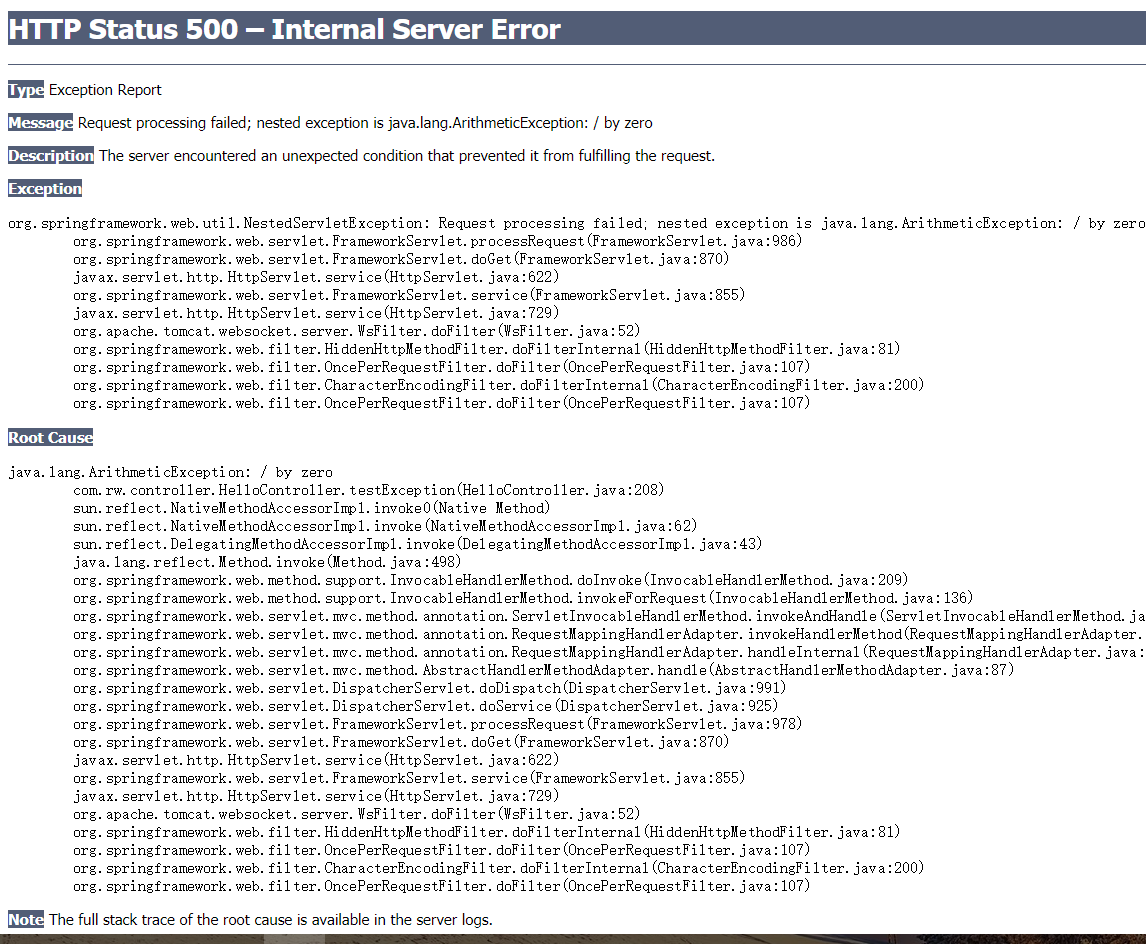 HTTP Status 500 – Internal Server Error
Type Exception Report
Message Request processing failed; nested exception is java.lang.ArithmeticException: / by zero
Description The server encountered an unexpected condition that prevented it from fulfilling the request.
Exception
org.springframework.web.util.NestedServletException: Request processing failed; nested exception is java.lang.ArithmeticException: / by zero
org.springframework.web.servlet.FrameworkServlet.processRequest(FrameworkServlet.java:986)
org.springframework.web.servlet.FrameworkServlet.doGet(FrameworkServlet.java:870)
javax.servlet.http.HttpServlet.service(HttpServlet.java:622)
org.springframework.web.servlet.FrameworkServlet.service(FrameworkServlet.java:855)
javax.servlet.http.HttpServlet.service(HttpServlet.java:729)
org.apache.tomcat.websocket.server.WsFilter.doFilter(WsFilter.java:52)
org.springframework.web.filter.HiddenHttpMethodFilter.doFilterInternal(HiddenHttpMethodFilter.java:81)
org.springframework.web.filter.OncePerRequestFilter.doFilter(OncePerRequestFilter.java:107)
org.springframework.web.filter.CharacterEncodingFilter.doFilterInternal(CharacterEncodingFilter.java:200)
org.springframework.web.filter.OncePerRequestFilter.doFilter(OncePerRequestFilter.java:107)
Root Cause
java.lang.ArithmeticException: / by zero
com.rw.controller.HelloController.testException(HelloController.java:208)
sun.reflect.NativeMethodAccessorImpl.invoke0(Native Method)
sun.reflect.NativeMethodAccessorImpl.invoke(NativeMethodAccessorImpl.java:62)
sun.reflect.DelegatingMethodAccessorImpl.invoke(DelegatingMethodAccessorImpl.java:43)
java.lang.reflect.Method.invoke(Method.java:498)
org.springframework.web.method.support.InvocableHandlerMethod.doInvoke(InvocableHandlerMethod.java:209)
org.springframework.web.method.support.InvocableHandlerMethod.invokeForRequest(InvocableHandlerMethod.java:136)
org.springframework.web.servlet.mvc.method.annotation.ServletInvocableHandlerMethod.invokeAndHandle(ServletInvocableHandlerMethod.ja
org.springframework.web.servlet.mvc.method.annotation.RequestMappingHandlerAdapter.invokeHandlerMethod(RequestMappingHandlerAdapter.
org.springframework.web.servlet.mvc.method.annotation.RequestMappingHandlerAdapter.handleInternal(RequestMappingHandlerAdapter.java:
org.springframework.web.servlet.mvc.method.AbstractHandlerMethodAdapter.handle(AbstractHandlerMethodAdapter.java:87)
org.springframework.web.servlet.DispatcherServlet.doDispatch(DispatcherServlet.java:991)
org.springframework.web.servlet.DispatcherServlet.doService(DispatcherServlet.java:925)
org.springframework.web.servlet.FrameworkServlet.processRequest(FrameworkServlet.java:978)
org.springframework.web.servlet.FrameworkServlet.doGet(FrameworkServlet.java:870)
javax.servlet.http.HttpServlet.service(HttpServlet.java:622)
org.springframework.web.servlet.FrameworkServlet.service(FrameworkServlet.java:855)
javax.servlet.http.HttpServlet.service(HttpServlet.java:729)
org.apache.tomcat.websocket.server.WsFilter.doFilter(WsFilter.java:52)
org.springframework.web.filter.HiddenHttpMethodFilter.doFilterInternal(HiddenHttpMethodFilter.java:81)
org.springframework.web.filter.OncePerRequestFilter.doFilter(OncePerRequestFilter.java:107)
org.springframework.web.filter.CharacterEncodingFilter.doFilterInternal(CharacterEncodingFilter.java:200)
org.springframework.web.filter.OncePerRequestFilter.doFilter(OncePerRequestFilter.java:107)
Note The full stack trace of the root cause is available in the server logs.